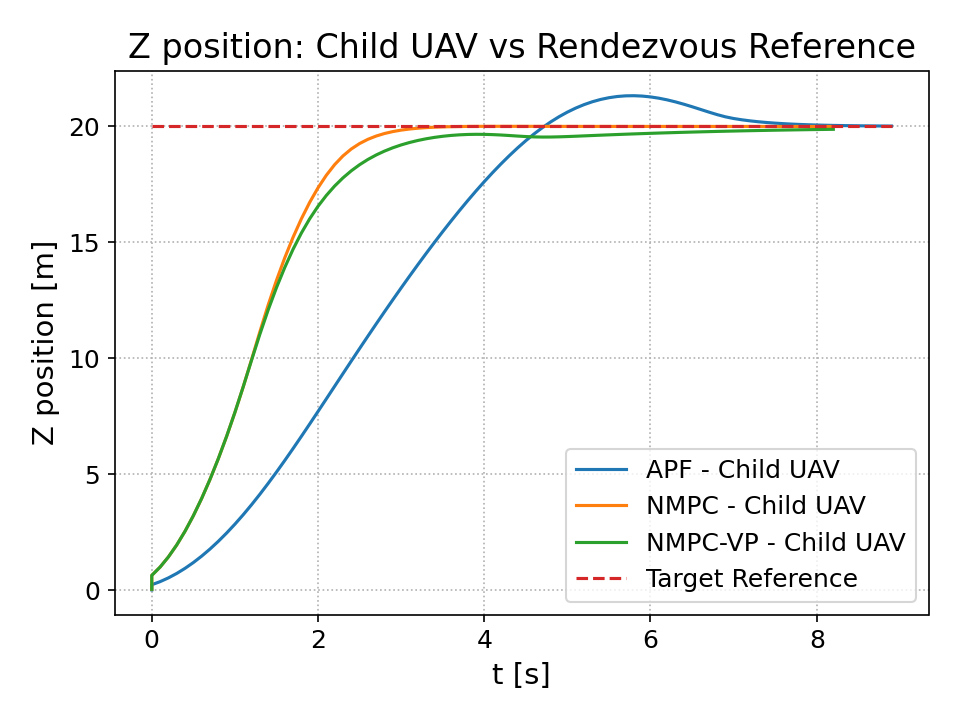 Z position: Child UAV vs Rendezvous Reference
Z position [m]
20
15
10
5
0
0 2 4 6 8
t [s]
APF - Child UAV
NMPC - Child UAV
NMPC-VP - Child UAV
Target Reference